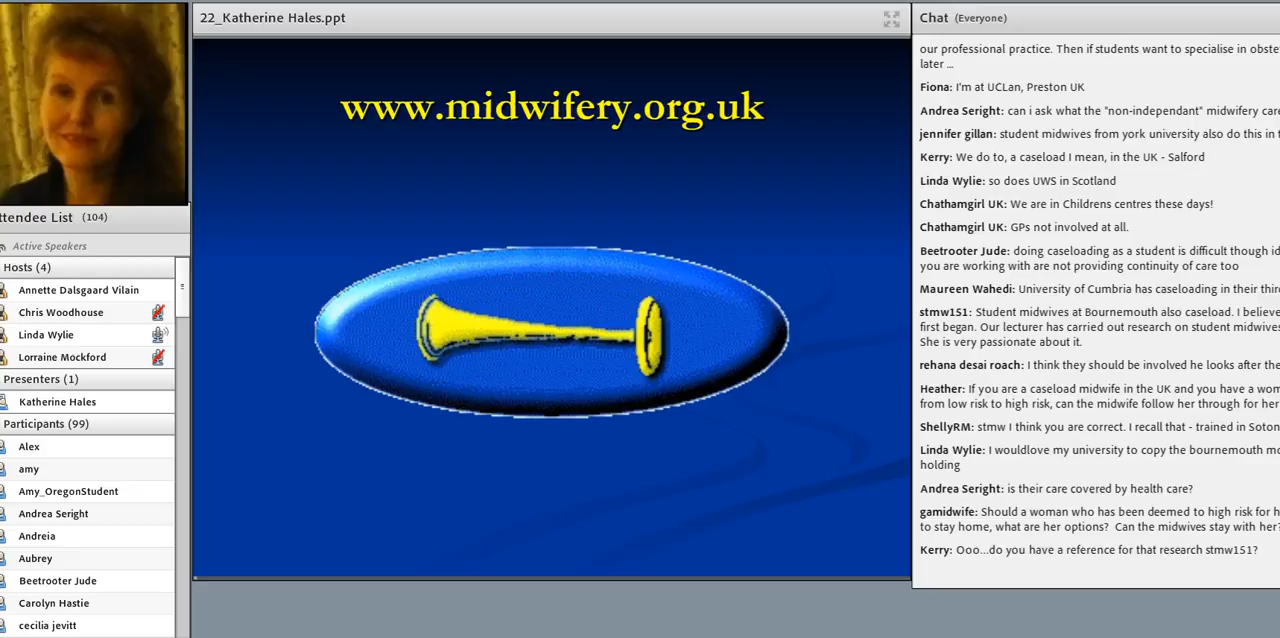 22_Katherine Hales.ppt
www.midwifery.org.uk
ttendee List (104)
Active Speakers
Hosts (4)
Annette Dalsgaard Vilain
Chris Woodhouse
Linda Wylie
Lorraine Mockford
Presenters (1)
Katherine Hales
Participants (99)
Alex
amy
Amy_OregonStudent
Andrea Seright
Andreia
Aubrey
Beetrooter Jude
Carolyn Hastie
cecilia jevitt
Chat (Everyone)
our professional practice. Then if students want to specialise in obste
later ...
Fiona: I'm at UCLan, Preston UK
Andrea Seright: can i ask what the "non-independant" midwifery care
jennifer gillan: student midwives from york university also do this in t
Kerry: We do to, a caseload I mean, in the UK - Salford
Linda Wylie: so does UWS in Scotland
Chathamgirl UK: We are in Childrens centres these days!
Chathamgirl UK: GPs not involved at all.
Beetrooter Jude: doing caseloading as a student is difficult though id
you are working with are not providing continuity of care too
Maureen Wahedi: University of Cumbria has caseloading in their thir
stmw151: Student midwives at Bournemouth also caseload. I believe
first began. Our lecturer has carried out research on student midwives
She is very passionate about it.
rehana desai roach: I think they should be involved he looks after the
Heather: If you are a caseload midwife in the UK and you have a wom
from low risk to high risk, can the midwife follow her through for her
ShellyRM: stmw I think you are correct. I recall that - trained in Soton
Linda Wylie: I wouldlove my university to copy the bournemouth mo
holding
Andrea Seright: is their care covered by health care?
gamidwife: Should a woman who has been deemed to high risk for h
to stay home, what are her options? Can the midwives stay with her?
Kerry: Ooo...do you have a reference for that research stmw151?